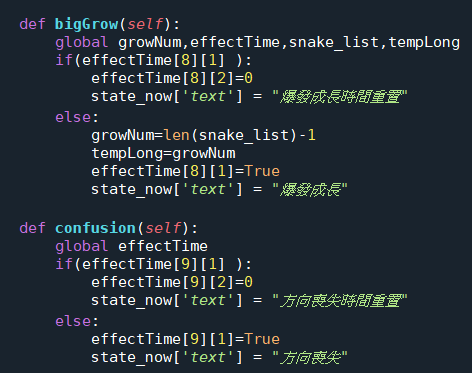 def bigGrow(self):
    global growNum,effectTime,snake_list,tempLong
    if(effectTime[8][1] ):
        effectTime[8][2]=0
        state_now['text'] = "爆發成長時間重置"
    else:
        growNum=len(snake_list)-1
        tempLong=growNum
        effectTime[8][1]=True
        state_now['text'] = "爆發成長"

def confusion(self):
    global effectTime
    if(effectTime[9][1] ):
        effectTime[9][2]=0
        state_now['text'] = "方向喪失時間重置"
    else:
        effectTime[9][1]=True
        state_now['text'] = "方向喪失"